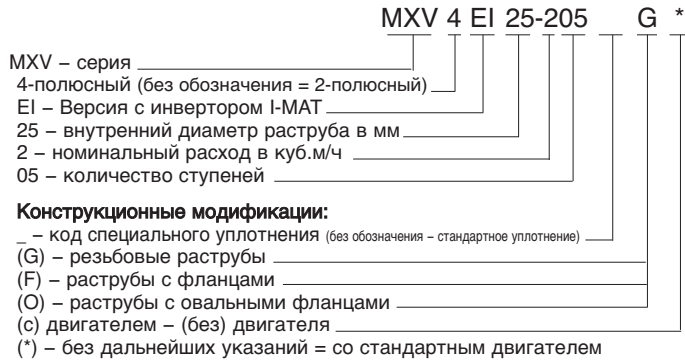 MXV 4 EI 25-205 _ G *
MXV – серия
4-полюсный (без обозначения = 2-полюсный)
EI – Версия с инвертором I-MAT
25 – внутренний диаметр раструба в мм
2 – номинальный расход в куб.м/ч
05 – количество ступеней
Конструкционные модификации:
_ – код специального уплотнения (без обозначения – стандартное уплотнение)
(G) – резьбовые раструбы
(F) – раструбы с фланцами
(O) – раструбы с овальными фланцами
(с) двигателем – (без) двигателя
(*) – без дальнейших указаний = со стандартным двигателем